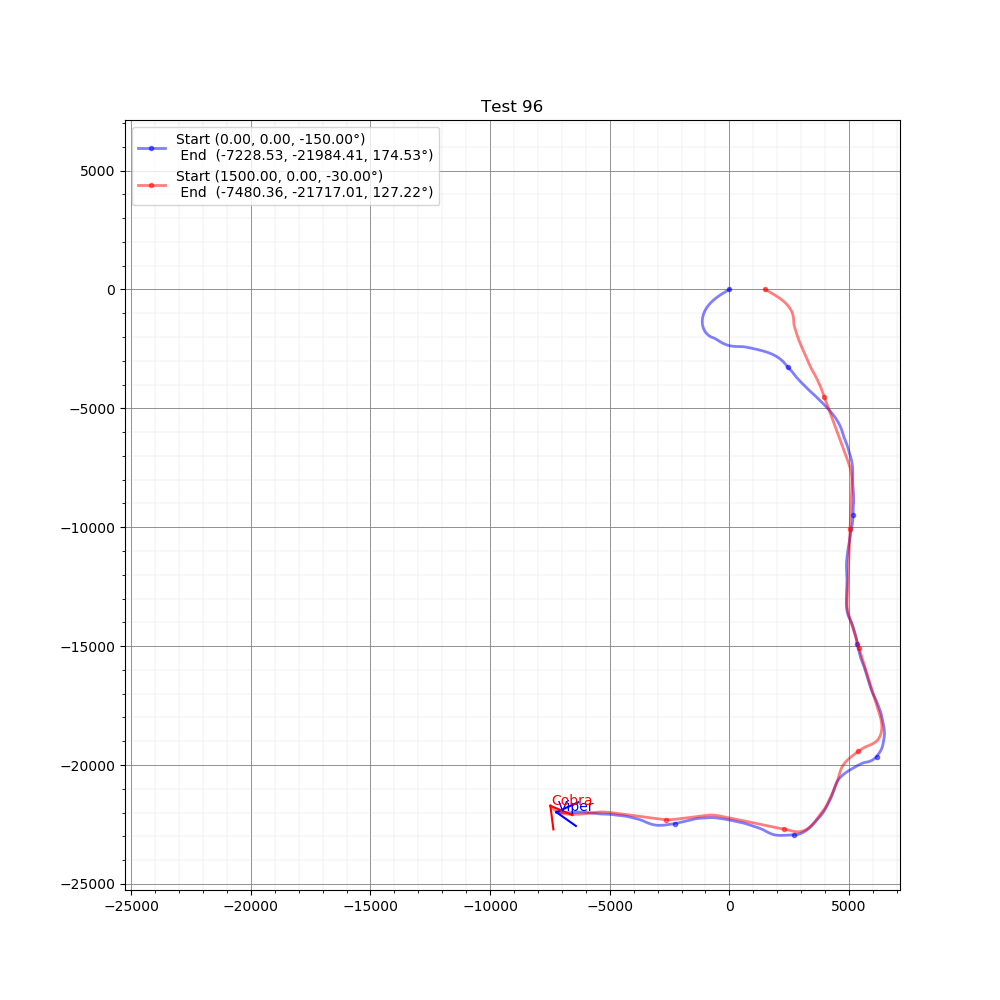 Test 96
Start (0.00, 0.00, -150.00°)
End (-7228.53, -21984.41, 174.53°)
Start (1500.00, 0.00, -30.00°)
End (-7480.36, -21717.01, 127.22°)
5000
0
−5000
−10000
−15000
−20000
−25000
Cobra
Viper
−25000 −20000 −15000 −10000 −5000 0 5000